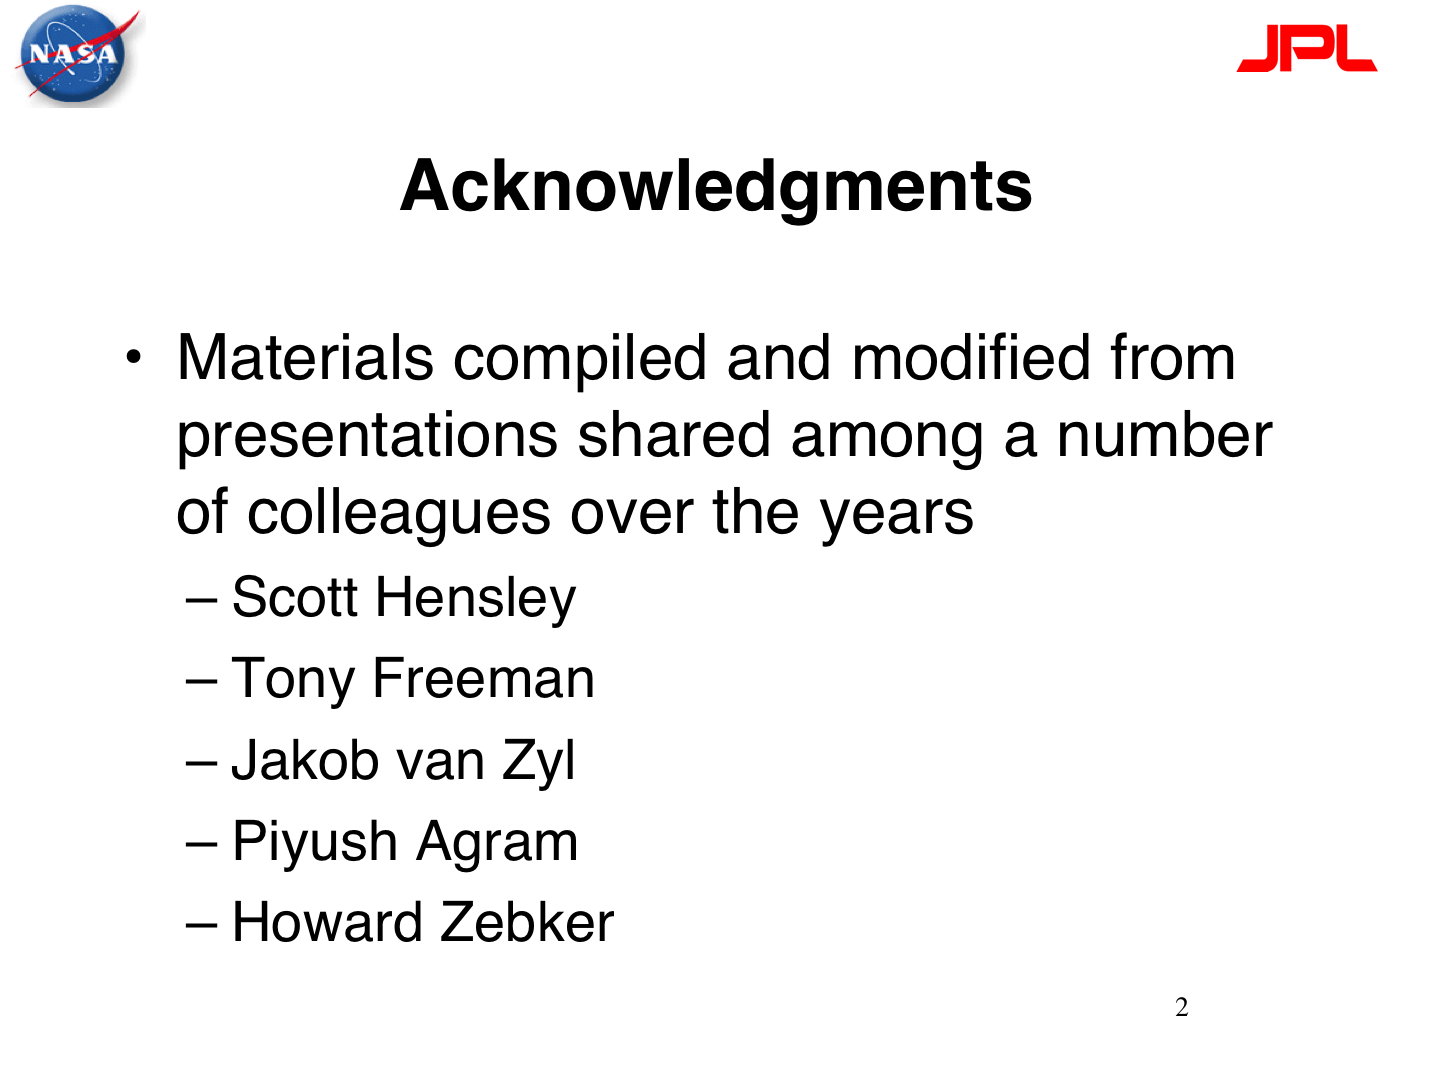 NASA
JPL
Acknowledgments
• Materials compiled and modified from
presentations shared among a number
of colleagues over the years
– Scott Hensley
– Tony Freeman
– Jakob van Zyl
– Piyush Agram
– Howard Zebker
2